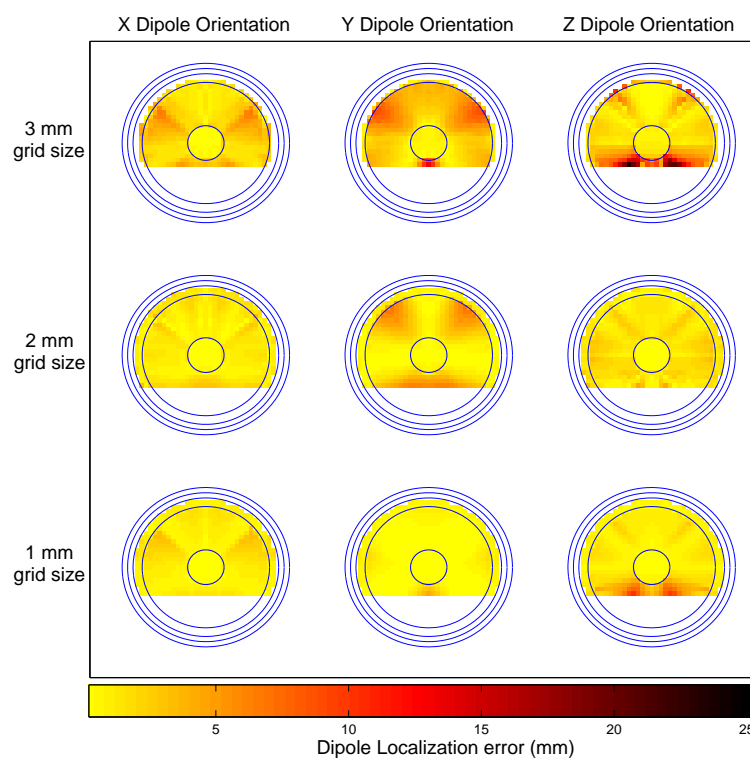 X Dipole Orientation Y Dipole Orientation Z Dipole Orientation
3 mm
grid size
2 mm
grid size
1 mm
grid size
5 10 15 20 25
Dipole Localization error (mm)